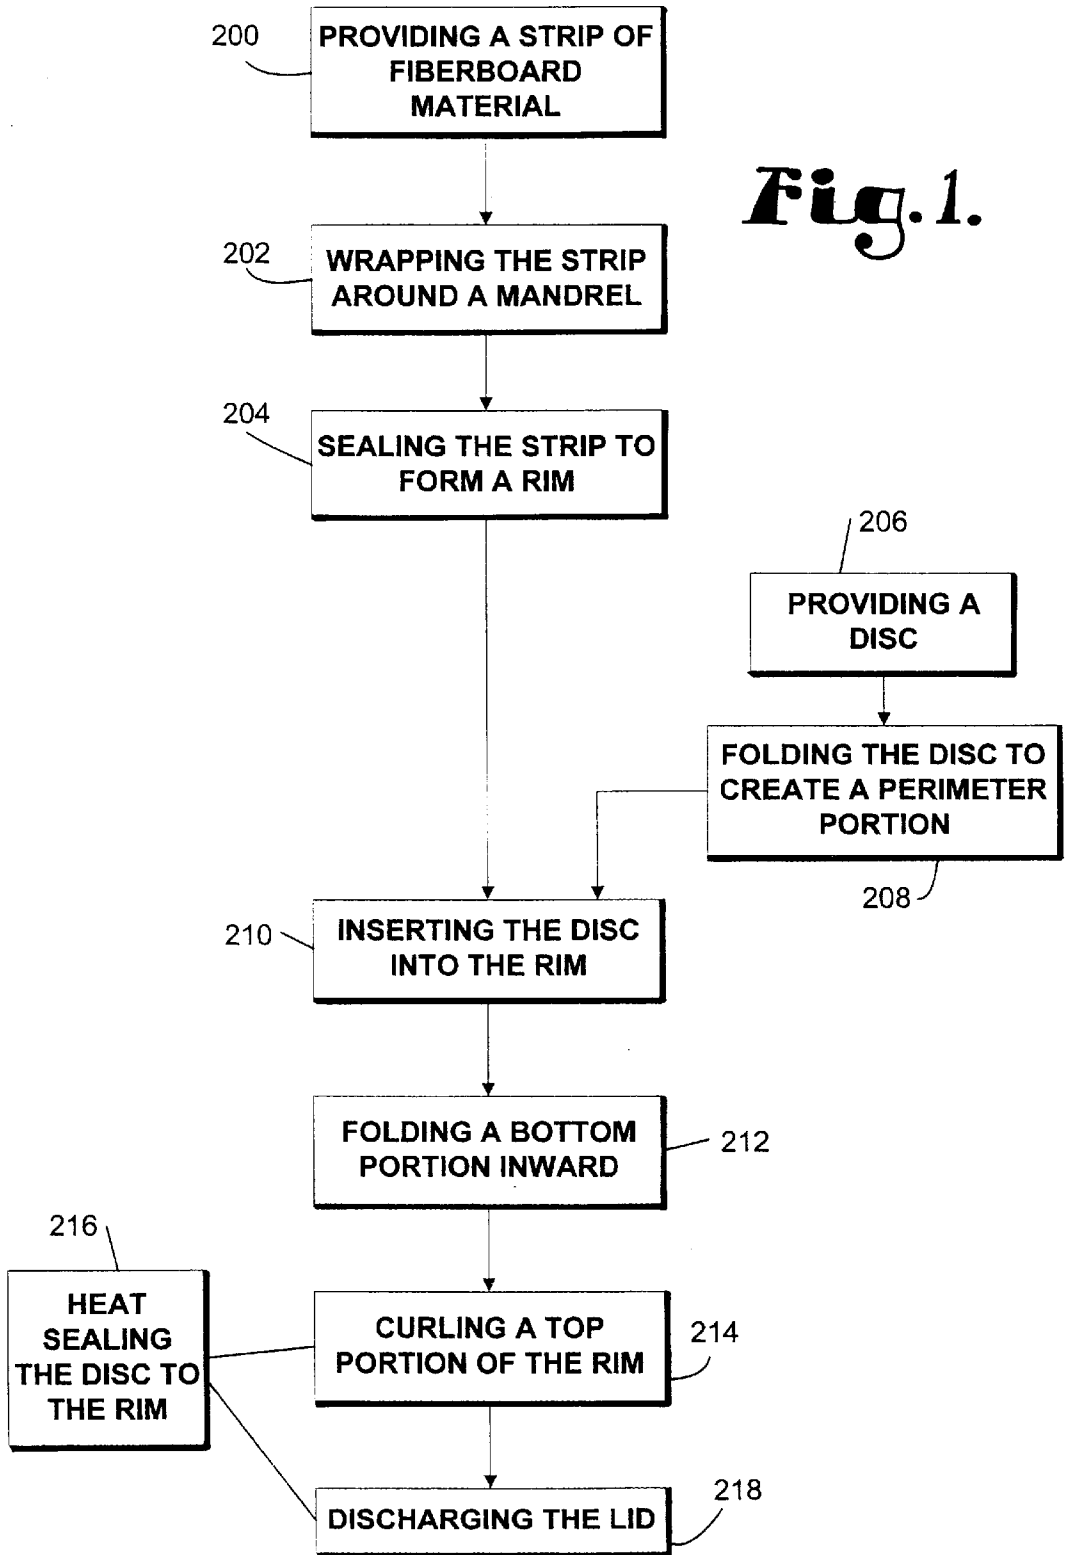 200
PROVIDING A STRIP OF
FIBERBOARD
MATERIAL
Fig. 1.
202
WRAPPING THE STRIP
AROUND A MANDREL
204
SEALING THE STRIP TO
FORM A RIM
206
PROVIDING A
DISC
FOLDING THE DISC TO
CREATE A PERIMETER
PORTION
208
210
INSERTING THE DISC
INTO THE RIM
FOLDING A BOTTOM
PORTION INWARD
212
216
HEAT
SEALING
THE DISC TO
THE RIM
CURLING A TOP
PORTION OF THE RIM
214
DISCHARGING THE LID
218